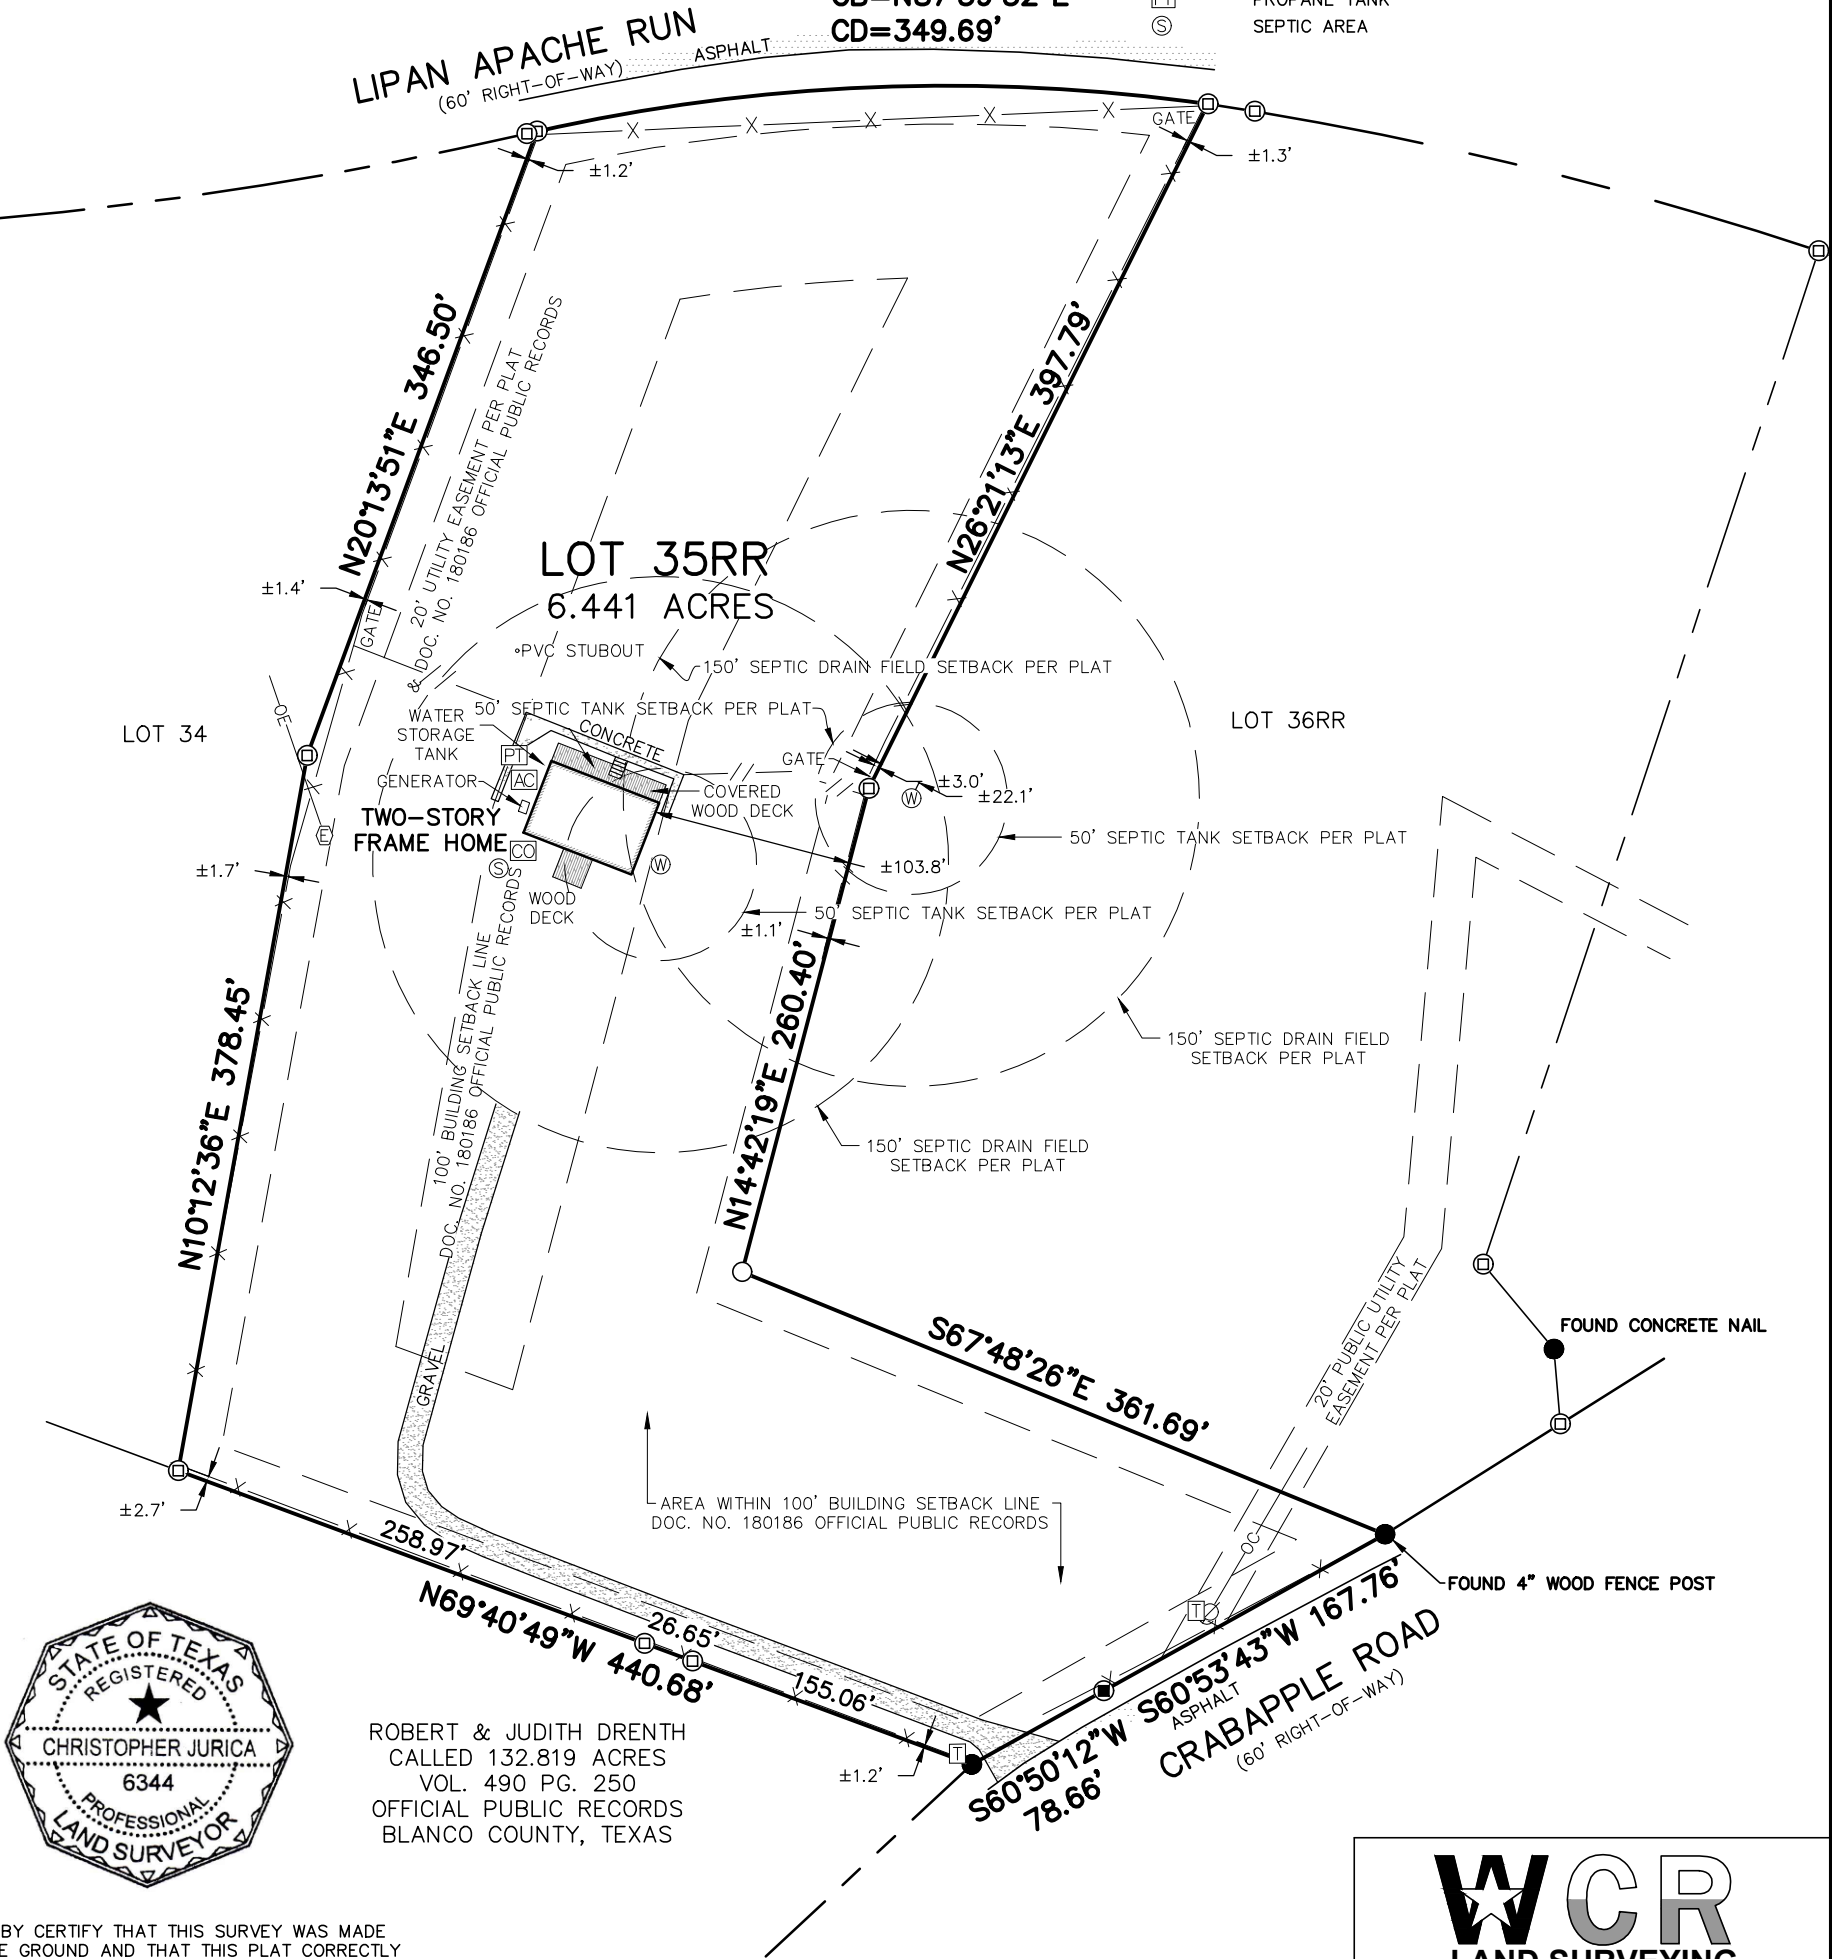 CD=349.69'
PROPANE TANK
Ⓢ SEPTIC AREA
LIPAN APACHE RUN
(60' RIGHT-OF-WAY)
ASPHALT
GATE
±1.2'
±1.3'
N20°13'51"E 346.50'
20' UTILITY EASEMENT PER PLAT
& DOC. NO. 180186 OFFICIAL PUBLIC RECORDS
N26°21'13"E 397.79'
LOT 35RR
6.441 ACRES
±1.4'
GATE
PVC STUBOUT
150' SEPTIC DRAIN FIELD SETBACK PER PLAT
50' SEPTIC TANK SETBACK PER PLAT
LOT 34
OE
E
WATER
STORAGE
TANK
CONCRETE
LOT 36RR
PT
AC
GATE
GENERATOR
COVERED
WOOD DECK
±3.0'
W
±22.1'
TWO-STORY
FRAME HOME
CO
S
W
50' SEPTIC TANK SETBACK PER PLAT
±103.8'
±1.7'
WOOD
DECK
50' SEPTIC TANK SETBACK PER PLAT
±1.1'
N10°12'36"E 378.45'
100' BUILDING SETBACK LINE
DOC. NO. 180186 OFFICIAL PUBLIC RECORDS
N14°42'19"E 260.40'
150' SEPTIC DRAIN FIELD
SETBACK PER PLAT
150' SEPTIC DRAIN FIELD
SETBACK PER PLAT
GRAVEL
S67°48'26"E 361.69'
20' PUBLIC UTILITY
EASEMENT PER PLAT
FOUND CONCRETE NAIL
±2.7'
AREA WITHIN 100' BUILDING SETBACK LINE
DOC. NO. 180186 OFFICIAL PUBLIC RECORDS
OC
FOUND 4" WOOD FENCE POST
258.97'
26.65'
155.06'
N69°40'49"W 440.68'
T
T
±1.2'
S60°53'43"W 167.76'
S60°50'12"W
78.66'
ASPHALT
CRABAPPLE ROAD
(60' RIGHT-OF-WAY)
STATE OF TEXAS
REGISTERED
CHRISTOPHER JURICA
6344
PROFESSIONAL
LAND SURVEYOR
ROBERT & JUDITH DRENTH
CALLED 132.819 ACRES
VOL. 490 PG. 250
OFFICIAL PUBLIC RECORDS
BLANCO COUNTY, TEXAS
BY CERTIFY THAT THIS SURVEY WAS MADE
E GROUND AND THAT THIS PLAT CORRECTLY
WCR
LAND SURVEYING